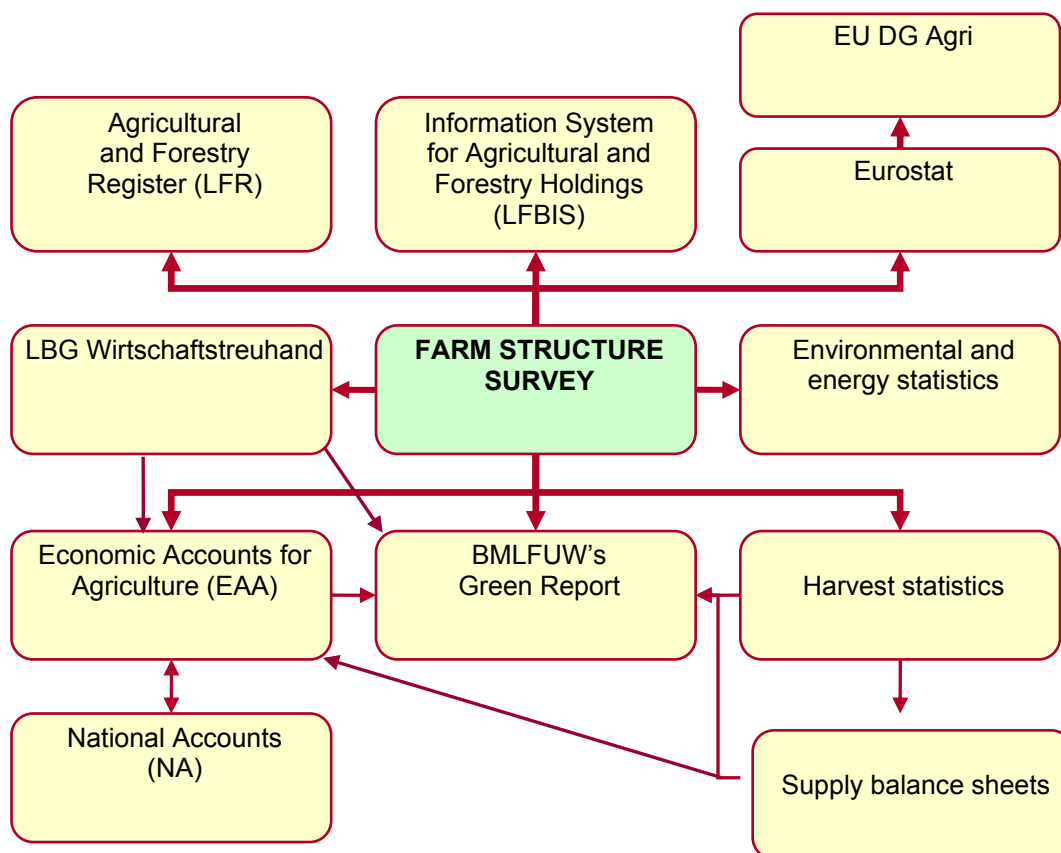 EU DG Agri
Agricultural
and Forestry
Register (LFR)
Information System
for Agricultural and
Forestry Holdings
(LFBIS)
Eurostat
LBG Wirtschaftstreuhand
FARM STRUCTURE
SURVEY
Environmental and
energy statistics
Economic Accounts for
Agriculture (EAA)
BMLFUW’s
Green Report
Harvest statistics
National Accounts
(NA)
Supply balance sheets